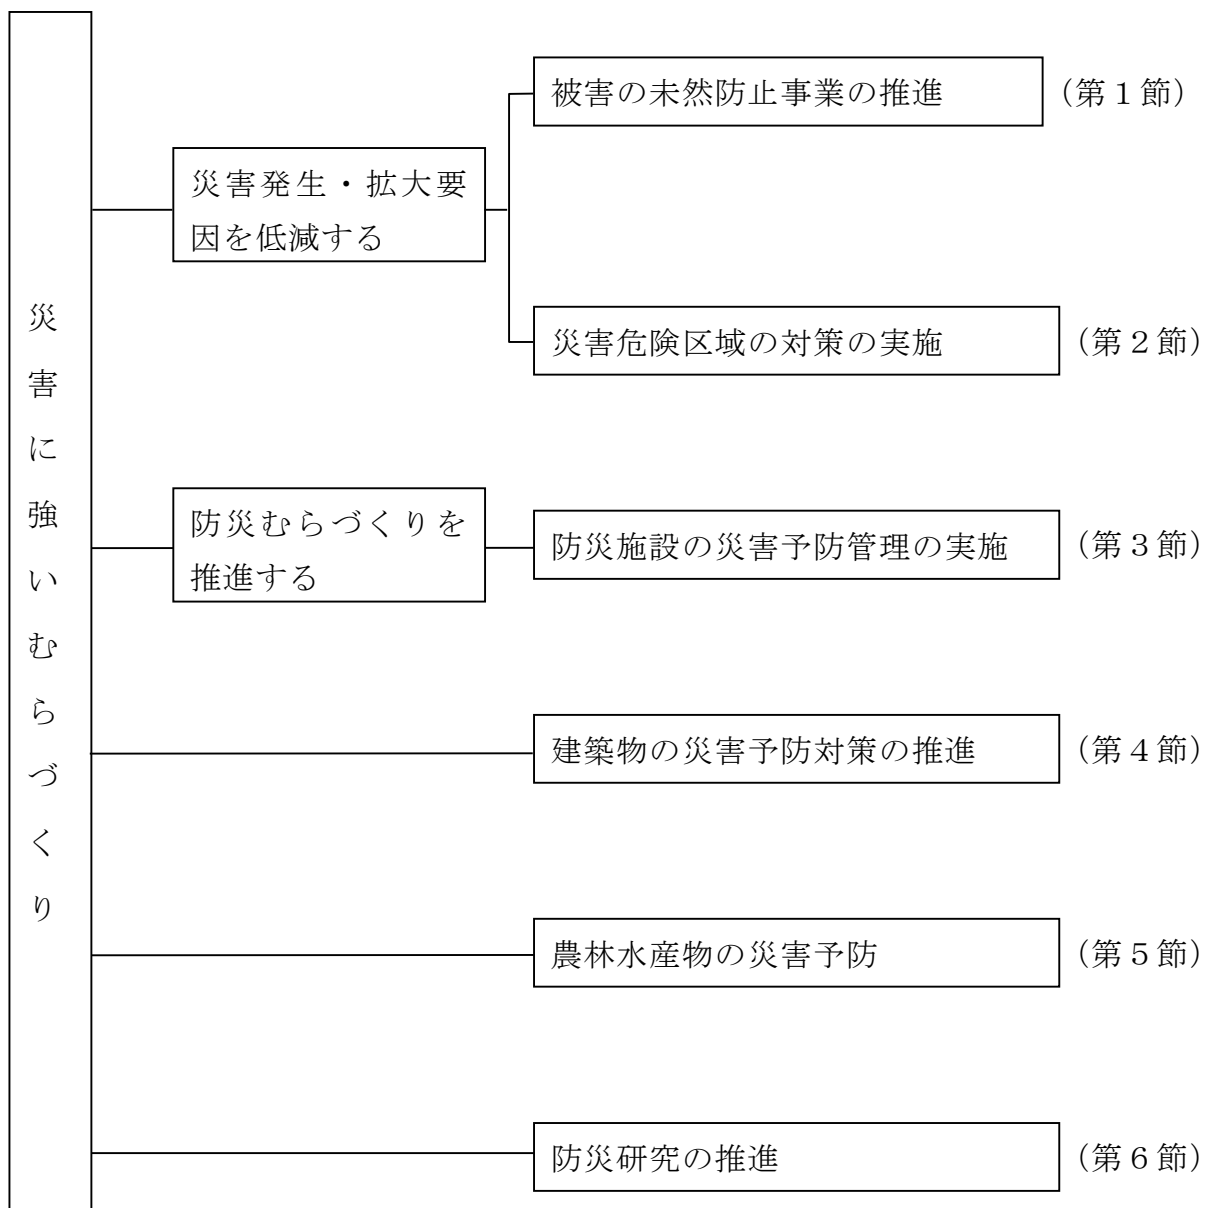 災害に強いむらづくり
災害発生・拡大要
因を低減する
被害の未然防止事業の推進
（第１節）
災害危険区域の対策の実施
（第２節）
防災むらづくりを
推進する
防災施設の災害予防管理の実施
（第３節）
建築物の災害予防対策の推進
（第４節）
農林水産物の災害予防
（第５節）
防災研究の推進
（第６節）